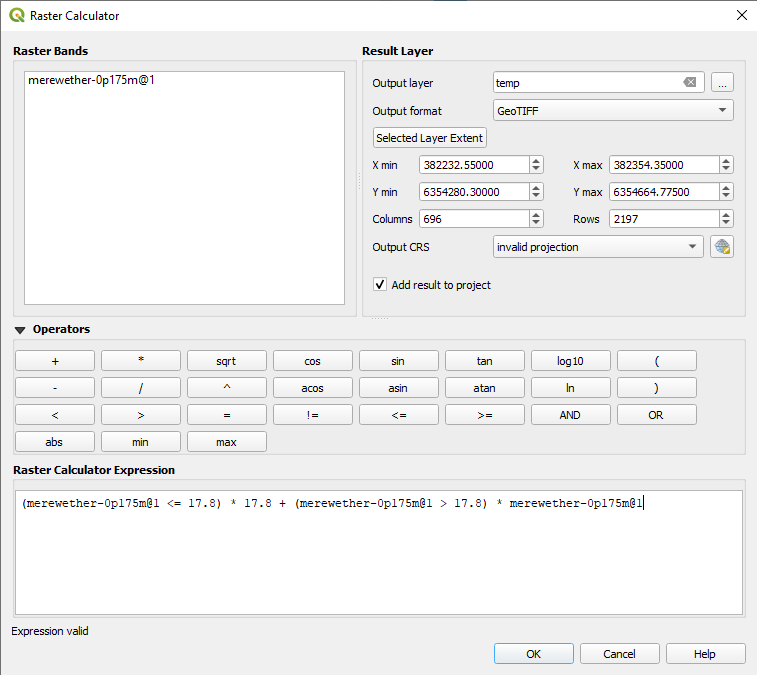 Raster Calculator
Raster Bands
merewether-0p175m@1
Result Layer
Output layer temp ...
Output format GeoTIFF
Selected Layer Extent
X min 382232.55000 X max 382354.35000
Y min 6354280.30000 Y max 6354664.77500
Columns 696 Rows 2197
Output CRS invalid projection
Add result to project
Operators
+ * sqrt cos sin tan log10 (
- / ^ acos asin atan ln )
< > = != <= >= AND OR
abs min max
Raster Calculator Expression
(merewether-0p175m@1 <= 17.8) * 17.8 + (merewether-0p175m@1 > 17.8) * merewether-0p175m@1
Expression valid
OK Cancel Help